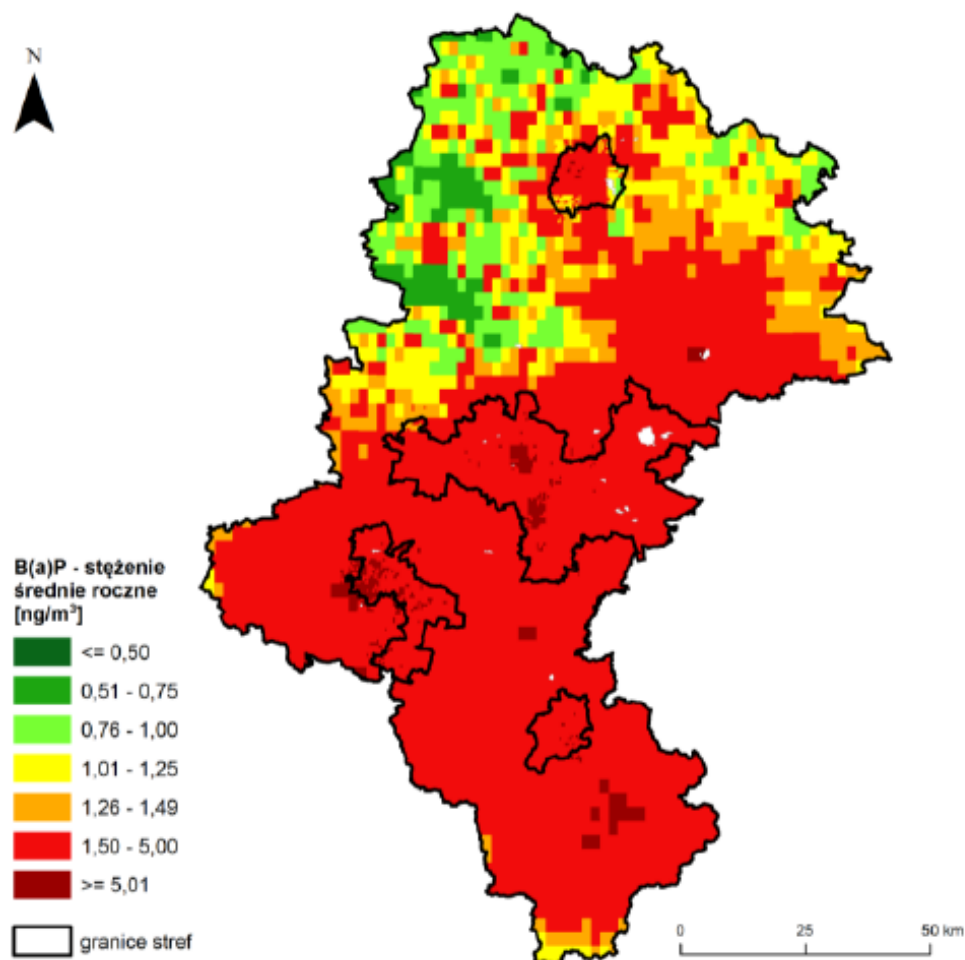 N
B(a)P - stężenie
średnie roczne
[ng/m³]
<= 0,50
0,51 - 0,75
0,76 - 1,00
1,01 - 1,25
1,26 - 1,49
1,50 - 5,00
>= 5,01
granice stref
0 25 50 km